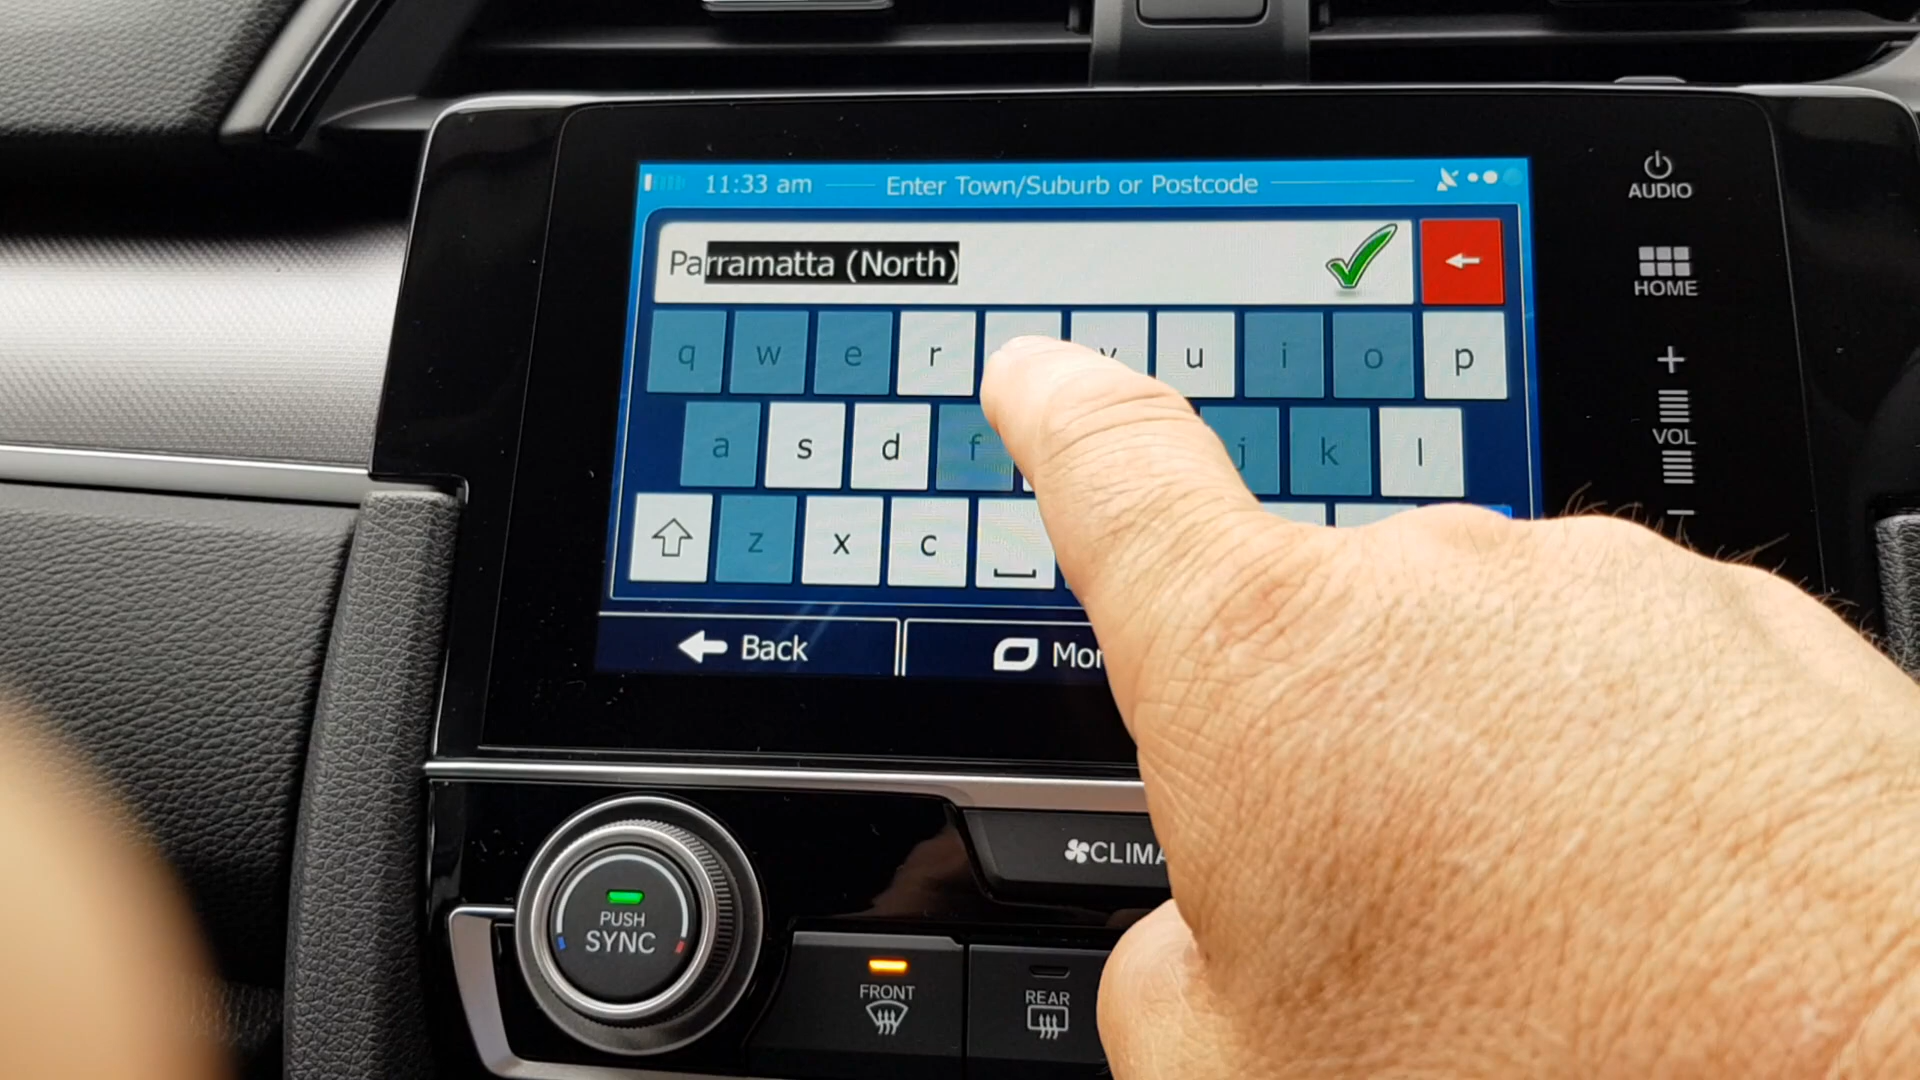 11:33 am Enter Town/Suburb or Postcode
Parramatta (North)
q w e r y u i o p
a s d f j k l
z x c
Back
AUDIO
HOME
+
VOL
-
PUSH
SYNC
FRONT
REAR